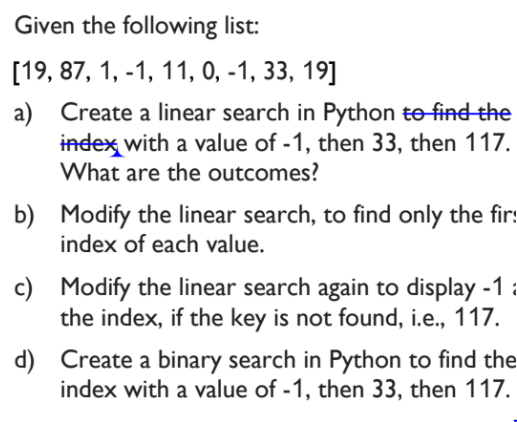 Given the following list:
[19, 87, 1, -1, 11, 0, -1, 33, 19]
a) Create a linear search in Python to find the
index with a value of -1, then 33, then 117.
What are the outcomes?
b) Modify the linear search, to find only the
index of each value.
c) Modify the linear search again to display -1
the index, if the key is not found, i.e., 117.
d) Create a binary search in Python to find the
index with a value of -1, then 33, then 117.